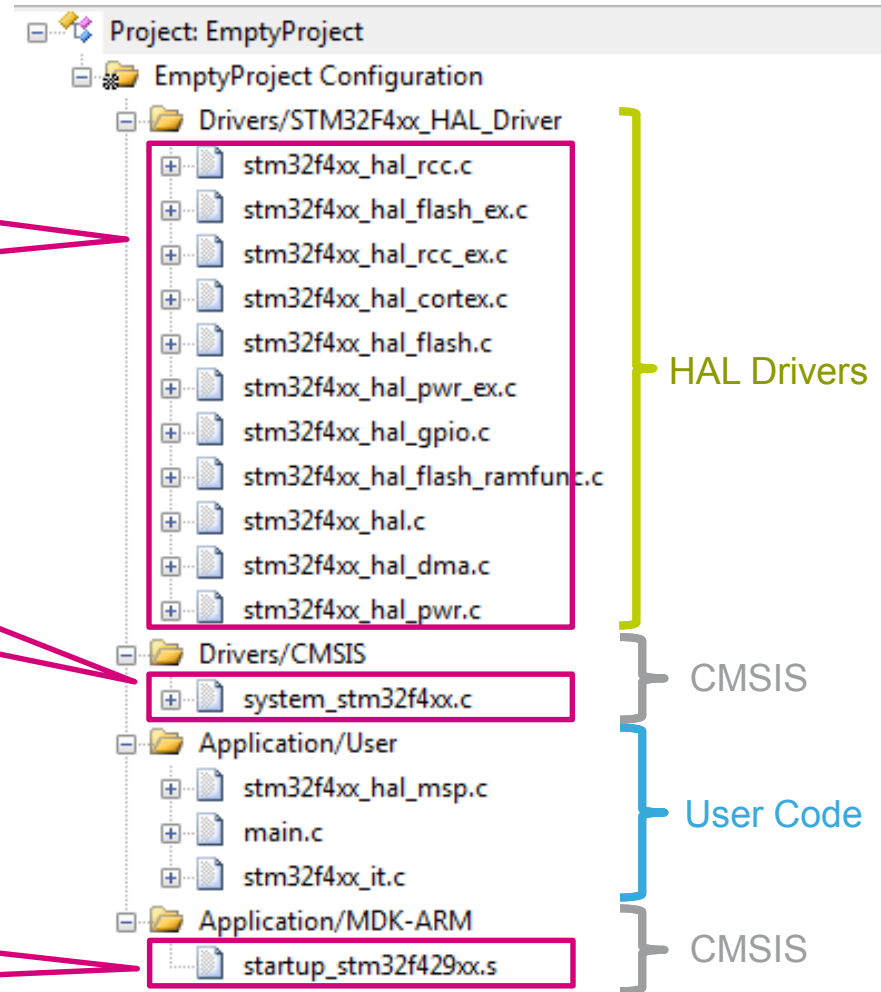 Project: EmptyProject
EmptyProject Configuration
Drivers/STM32F4xx_HAL_Driver
stm32f4xx_hal_rcc.c
stm32f4xx_hal_flash_ex.c
stm32f4xx_hal_rcc_ex.c
stm32f4xx_hal_cortex.c
stm32f4xx_hal_flash.c
stm32f4xx_hal_pwr_ex.c
HAL Drivers
stm32f4xx_hal_gpio.c
stm32f4xx_hal_flash_ramfunc.c
stm32f4xx_hal.c
stm32f4xx_hal_dma.c
stm32f4xx_hal_pwr.c
Drivers/CMSIS
CMSIS
system_stm32f4xx.c
Application/User
stm32f4xx_hal_msp.c
User Code
main.c
stm32f4xx_it.c
Application/MDK-ARM
CMSIS
startup_stm32f429xx.s